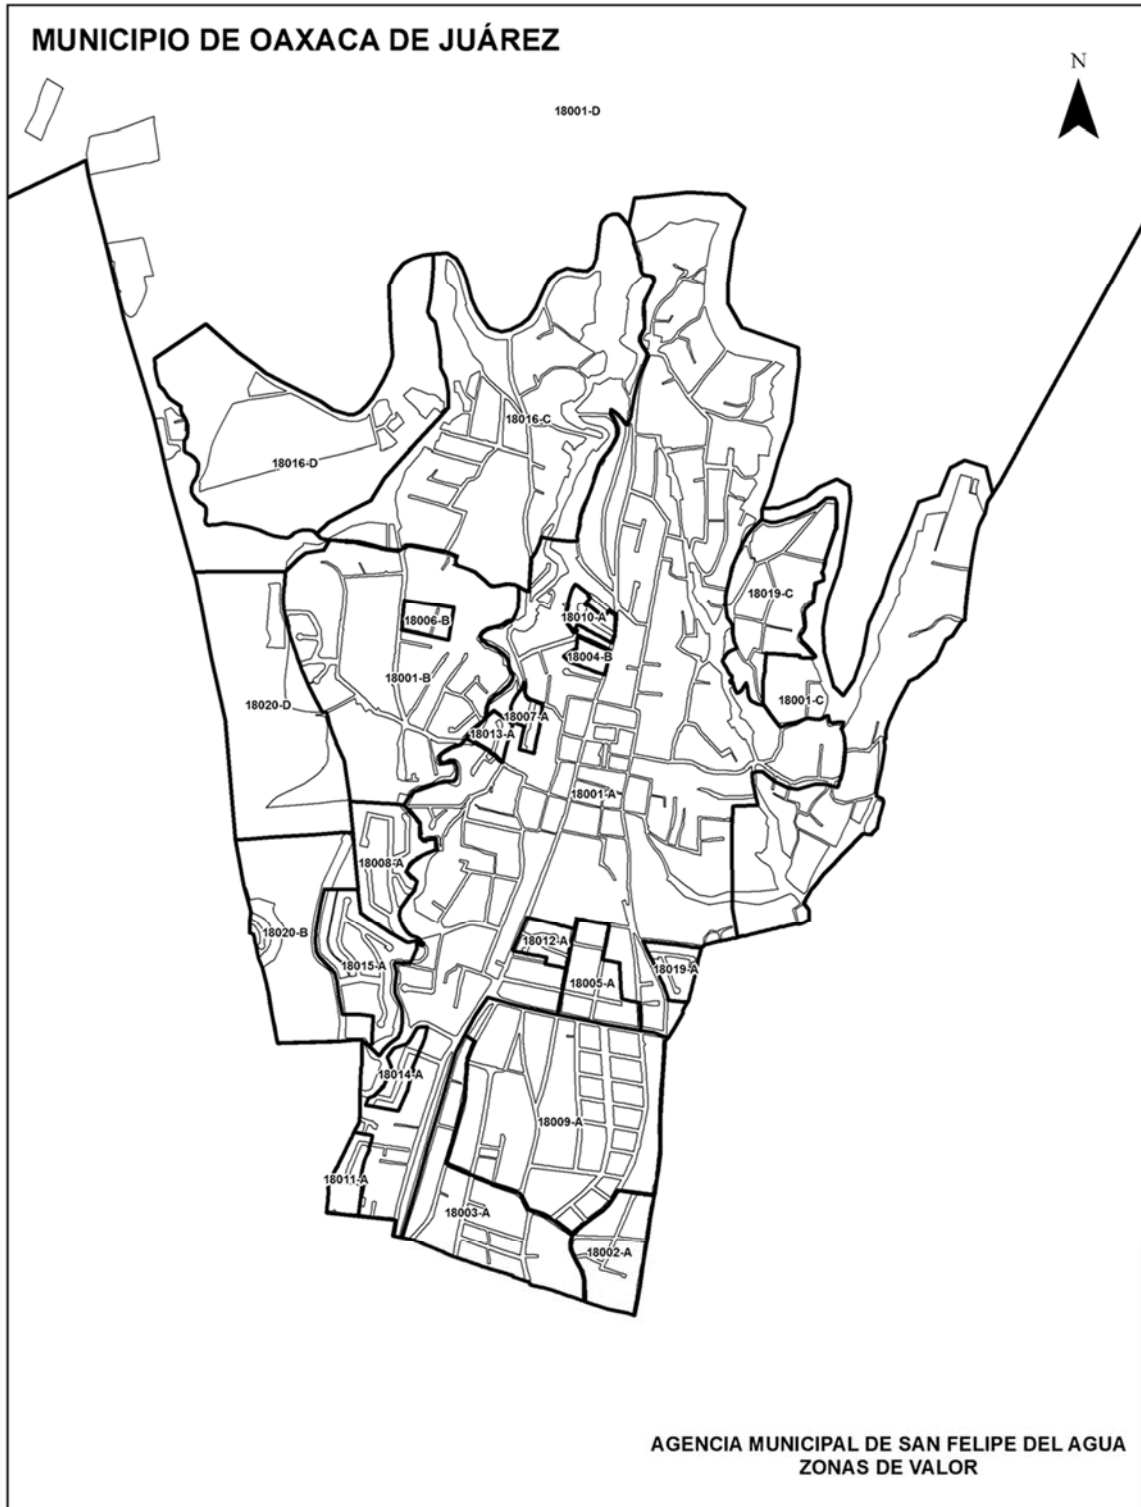 MUNICIPIO DE OAXACA DE JUÁREZ
N
18001-D
18016-C
18016-D
18019-C
18010-A
18006-B
18004-B
18001-B
18001-C
18020-D
18007-A
18013-A
18001-A
18008-A
18020-B
18012-A
18015-A
18019-A
18005-A
18014-A
18009-A
18011-A
18003-A
18002-A
AGENCIA MUNICIPAL DE SAN FELIPE DEL AGUA
ZONAS DE VALOR